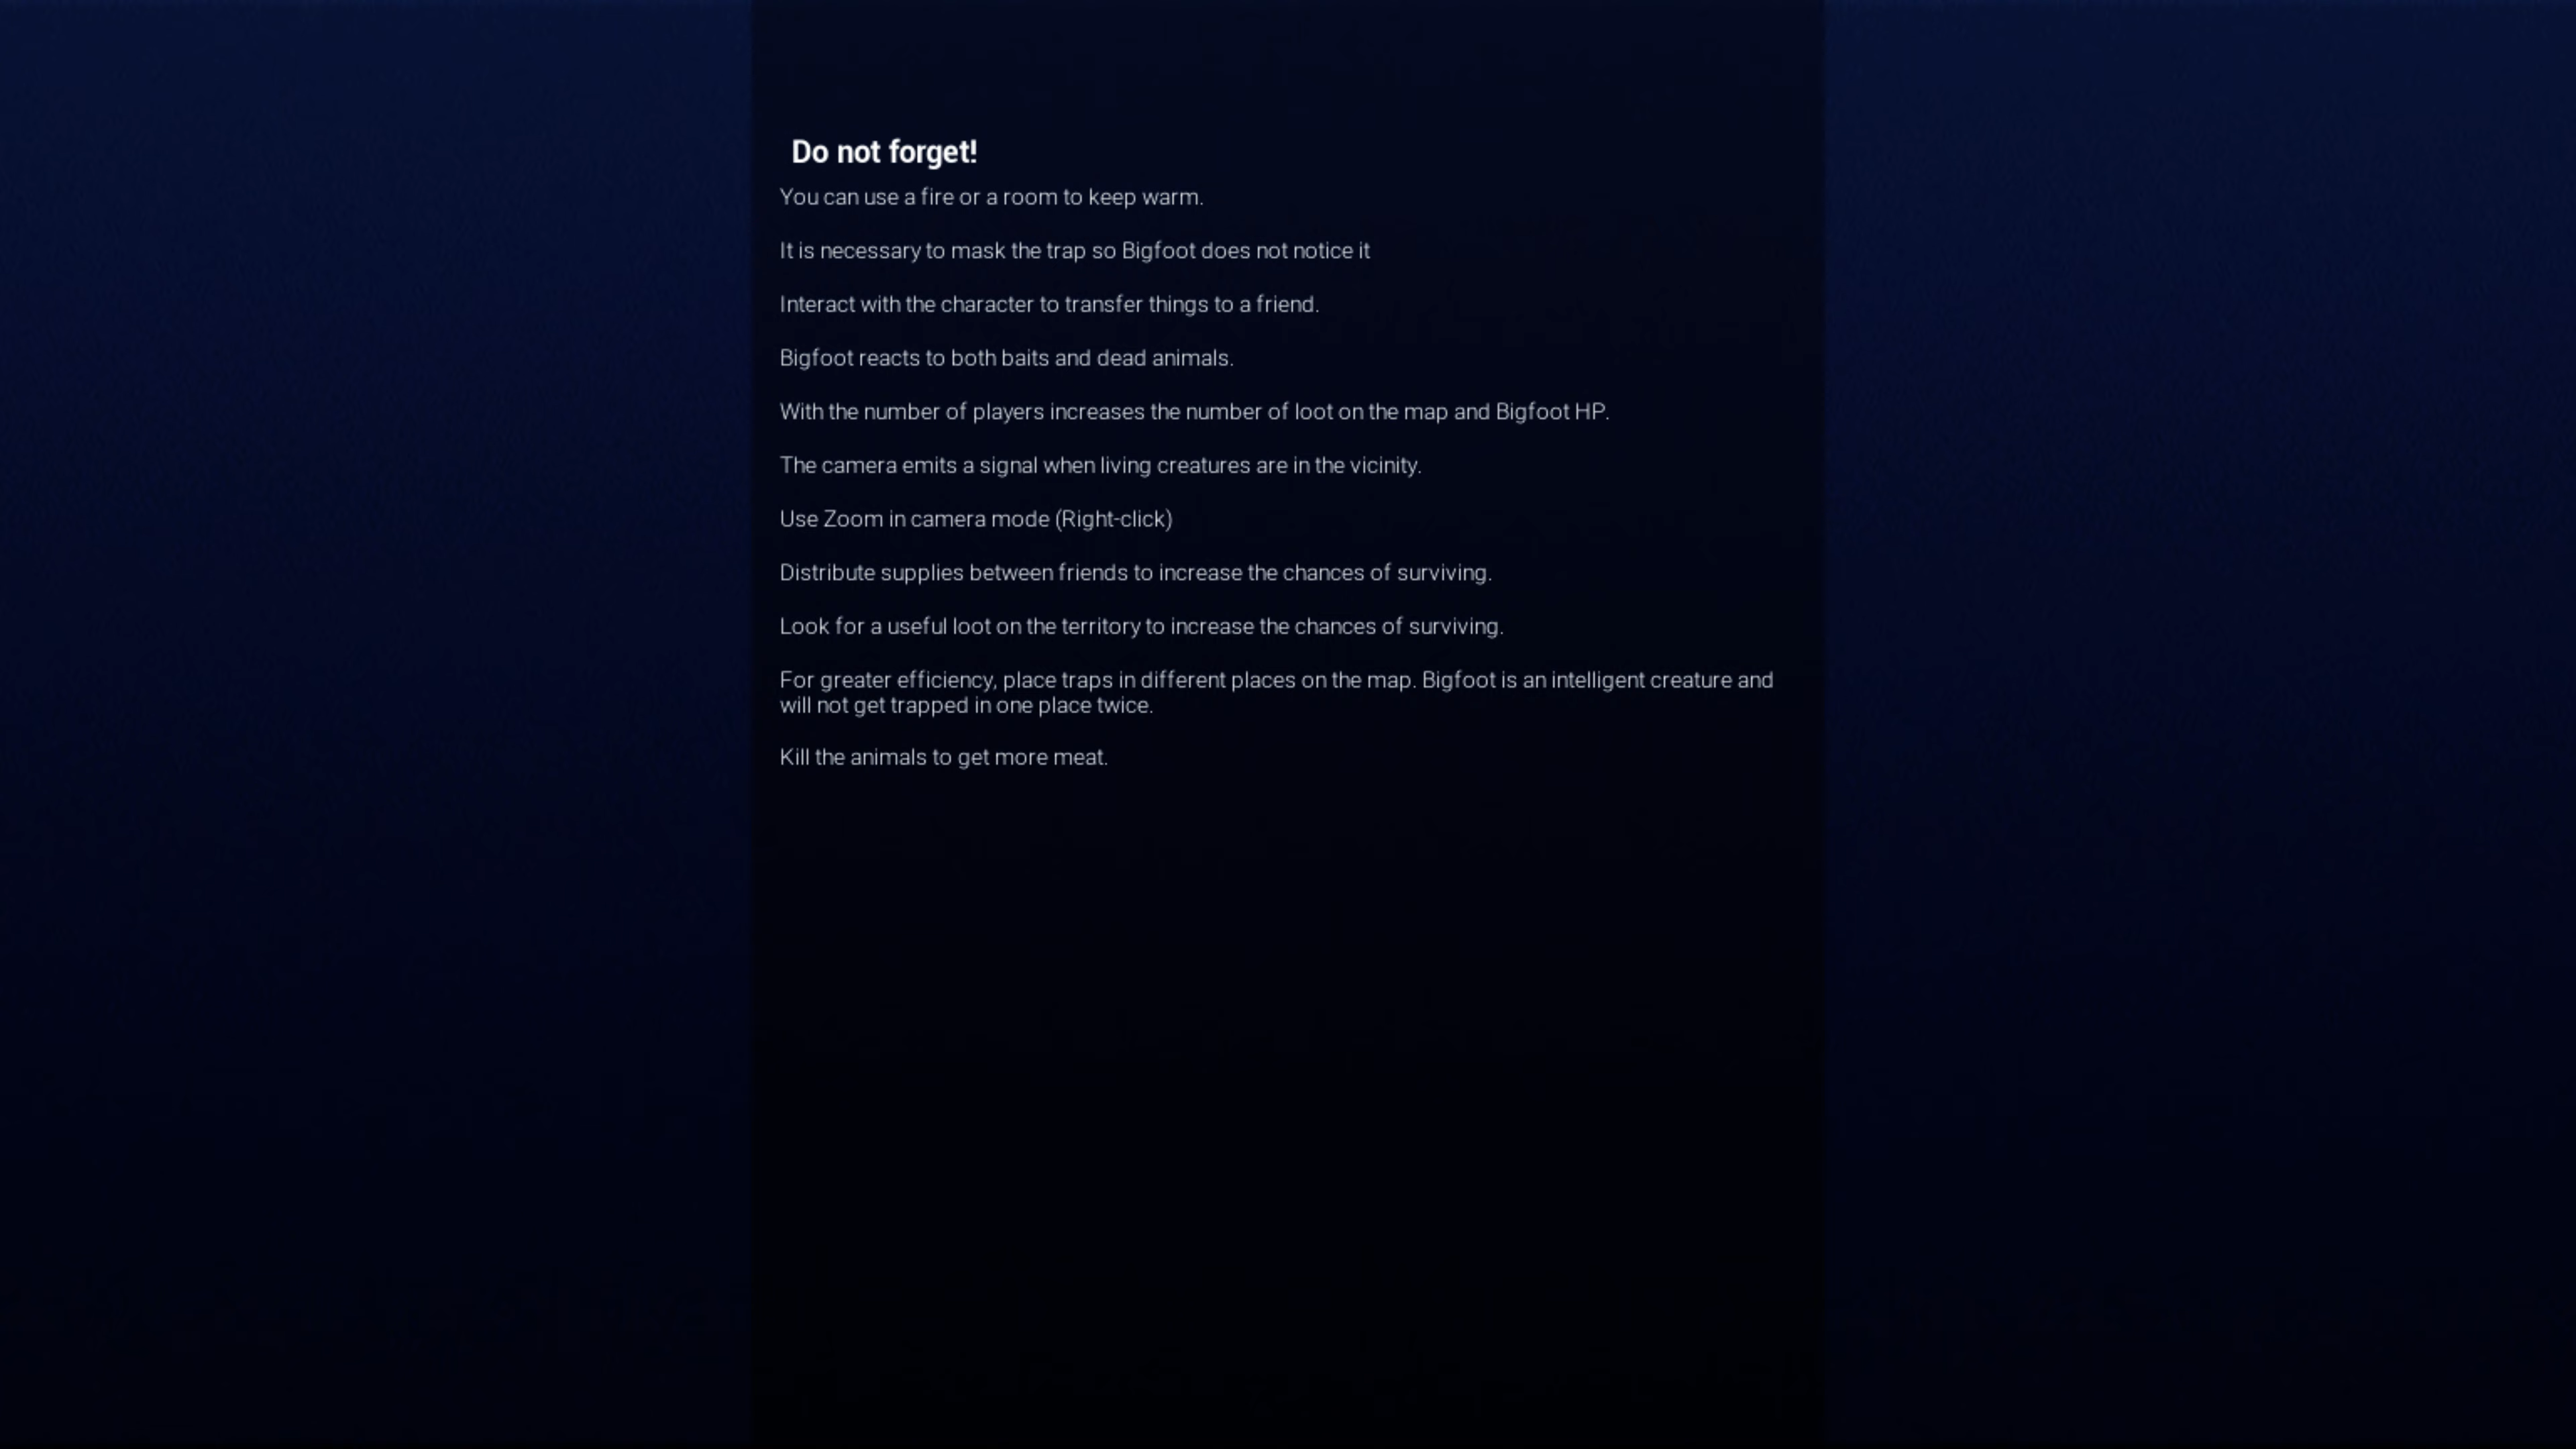 Do not forget!
You can use a fire or a room to keep warm.
It is necessary to mask the trap so Bigfoot does not notice it
Interact with the character to transfer things to a friend.
Bigfoot reacts to both baits and dead animals.
With the number of players increases the number of loot on the map and Bigfoot HP.
The camera emits a signal when living creatures are in the vicinity.
Use Zoom in camera mode (Right-click)
Distribute supplies between friends to increase the chances of surviving.
Look for a useful loot on the territory to increase the chances of surviving.
For greater efficiency, place traps in different places on the map. Bigfoot is an intelligent creature and
will not get trapped in one place twice.
Kill the animals to get more meat.